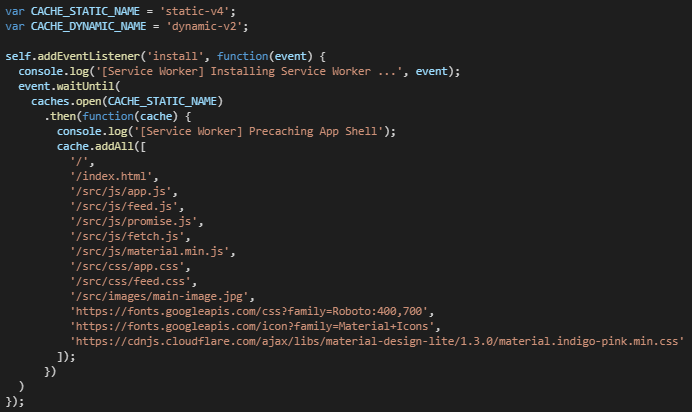 var CACHE_STATIC_NAME = 'static-v4';
var CACHE_DYNAMIC_NAME = 'dynamic-v2';

self.addEventListener('install', function(event) {
  console.log('[Service Worker] Installing Service Worker ...', event);
  event.waitUntil(
    caches.open(CACHE_STATIC_NAME)
      .then(function(cache) {
        console.log('[Service Worker] Precaching App Shell');
        cache.addAll([
          '/',
          '/index.html',
          '/src/js/app.js',
          '/src/js/feed.js',
          '/src/js/promise.js',
          '/src/js/fetch.js',
          '/src/js/material.min.js',
          '/src/css/app.css',
          '/src/css/feed.css',
          '/src/images/main-image.jpg',
          'https://fonts.googleapis.com/css?family=Roboto:400,700',
          'https://fonts.googleapis.com/icon?family=Material+Icons',
          'https://cdnjs.cloudflare.com/ajax/libs/material-design-lite/1.3.0/material.indigo-pink.min.css'
        ]);
      })
  )
});